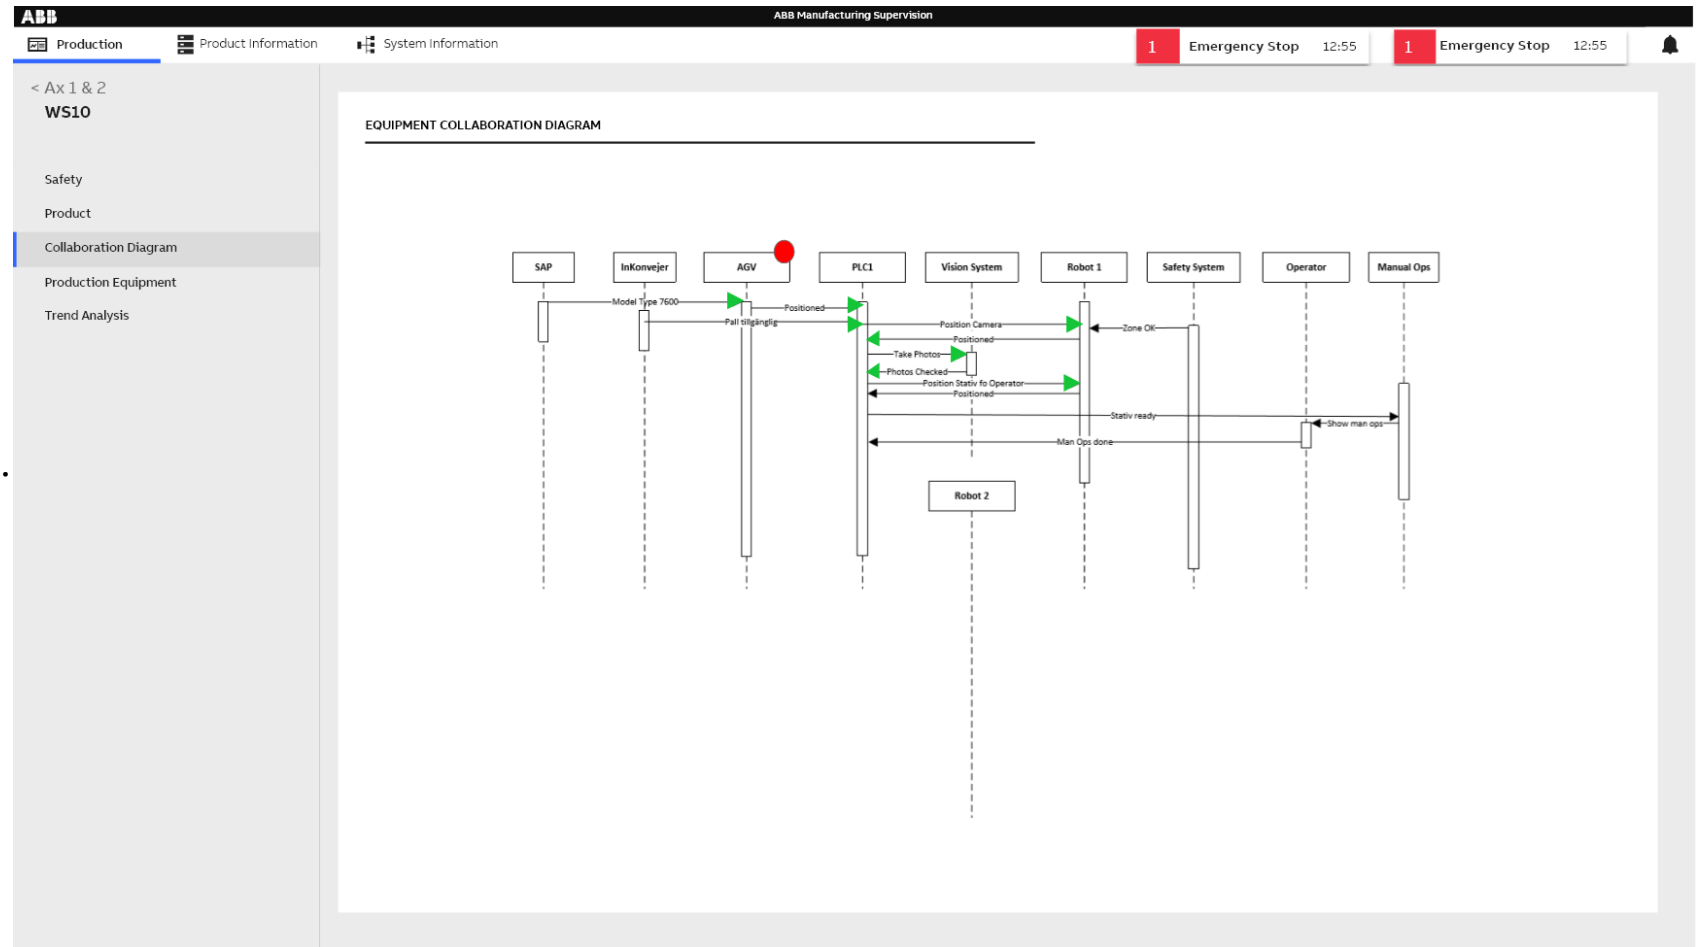 ABB
ABB Manufacturing Supervision
Production
Product Information
System Information
1 Emergency Stop 12:55
1 Emergency Stop 12:55
< Ax 1 & 2
WS10
Safety
Product
Collaboration Diagram
Production Equipment
Trend Analysis
EQUIPMENT COLLABORATION DIAGRAM
SAP
InKonvejer
AGV
PLC1
Vision System
Robot 1
Safety System
Operator
Manual Ops
Model Type 7600
Positioned
Pall tillgänglig
Position Camera
Zone OK
Positioned
Take Photos
Photos Checked
Position Stativ fo Operator
Positioned
Stativ ready
Show man ops
Man Ops done
Robot 2